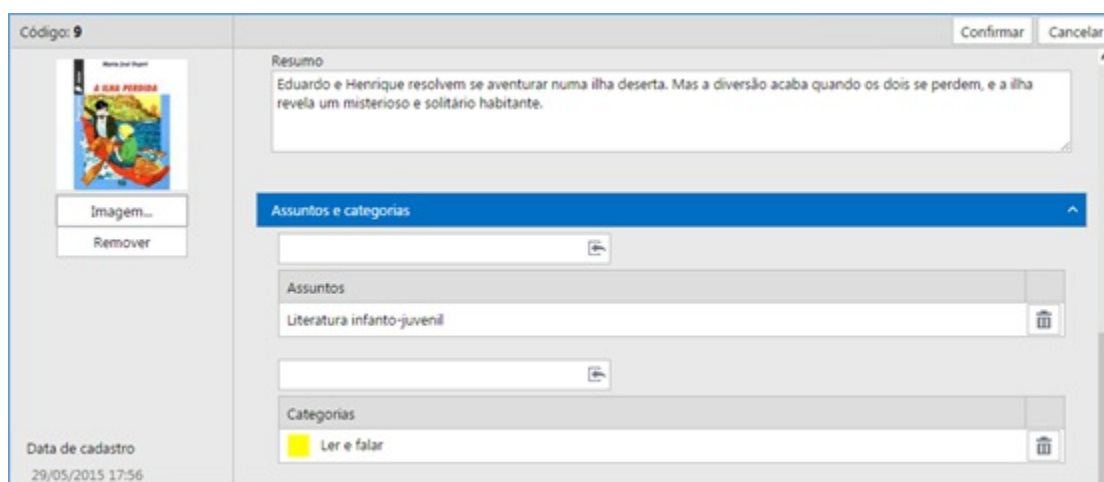 Código: 9
Confirmar
Cancelar
A ILHA PERDIDA
Imagem...
Remover
Data de cadastro
29/05/2015 17:56
Resumo
Eduardo e Henrique resolvem se aventurar numa ilha deserta. Mas a diversão acaba quando os dois se perdem, e a ilha
revela um misterioso e solitário habitante.
Assuntos e categorias
Assuntos
Literatura infanto-juvenil
Categorias
Ler e falar